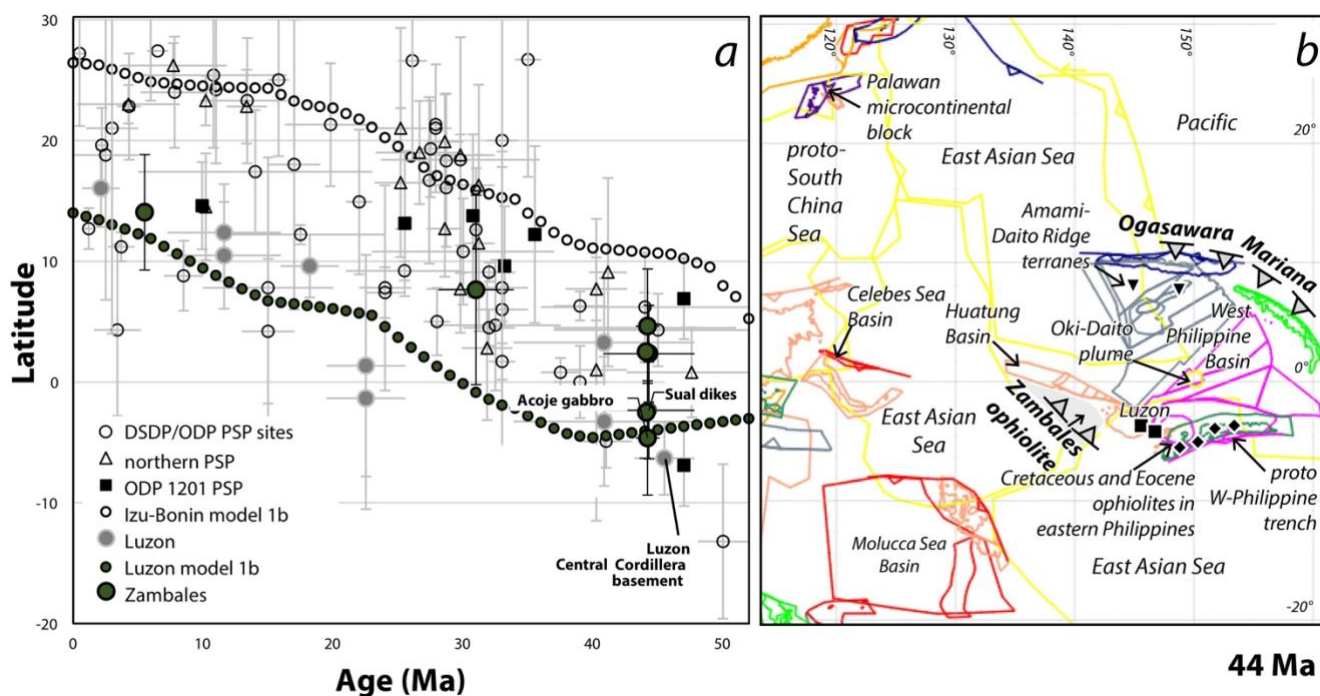 a
30
20
10
0
-10
-20
Latitude
Acoje gabbro
Sual dikes
Luzon
Central Cordillera
basement
DSDP/ODP PSP sites
northern PSP
ODP 1201 PSP
Izu-Bonin model 1b
Luzon
Luzon model 1b
Zambales
0
10
20
30
40
50
Age (Ma)
b
120°
130°
140°
150°
Palawan
microcontinental
block
Pacific
20°
proto-
South
China
Sea
East Asian Sea
Amami-
Daito Ridge
terranes
Ogasawara
Mariana
Celebes Sea
Basin
Huatung
Basin
Oki-Daito
plume
West
Philippine
Basin
0°
Zambales
ophiolite
Luzon
East Asian
Sea
Cretaceous and Eocene
ophiolites in
eastern Philippines
proto
W-Philippine
trench
Molucca Sea
Basin
East Asian Sea
-20°
44 Ma